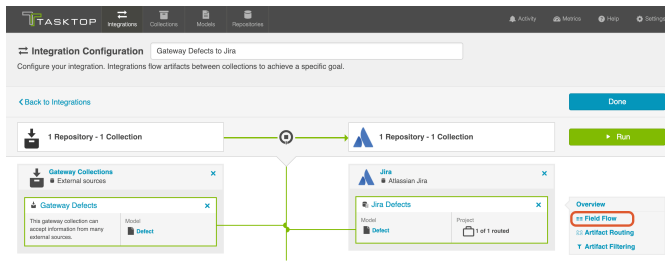 TASKTOP
Integrations
Collections
Models
Repositories
Activity
Metrics
Help
Settings
Integration Configuration
Gateway Defects to Jira
Configure your integration. Integrations flow artifacts between collections to achieve a specific goal.
Back to Integrations
Done
1 Repository - 1 Collection
1 Repository - 1 Collection
Run
Gateway Collections
External sources
Jira
Atlassian Jira
Gateway Defects
This gateway collection can
accept information from many
external sources.
Model
Defect
Jira Defects
Model
Defect
Project
1 of 1 routed
Overview
Field Flow
Artifact Routing
Artifact Filtering